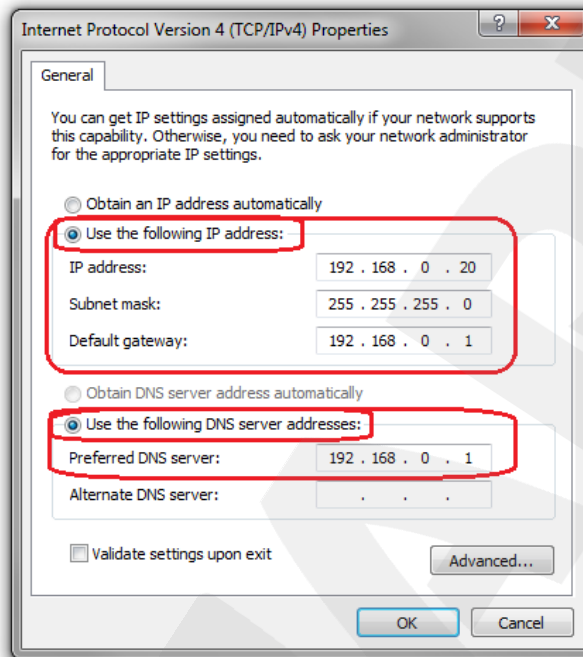 Internet Protocol Version 4 (TCP/IPv4) Properties
General
You can get IP settings assigned automatically if your network supports
this capability. Otherwise, you need to ask your network administrator
for the appropriate IP settings.
Obtain an IP address automatically
Use the following IP address:
IP address: 192 . 168 . 0 . 20
Subnet mask: 255 . 255 . 255 . 0
Default gateway: 192 . 168 . 0 . 1
Obtain DNS server address automatically
Use the following DNS server addresses:
Preferred DNS server: 192 . 168 . 0 . 1
Alternate DNS server: . . .
Validate settings upon exit
Advanced...
OK Cancel